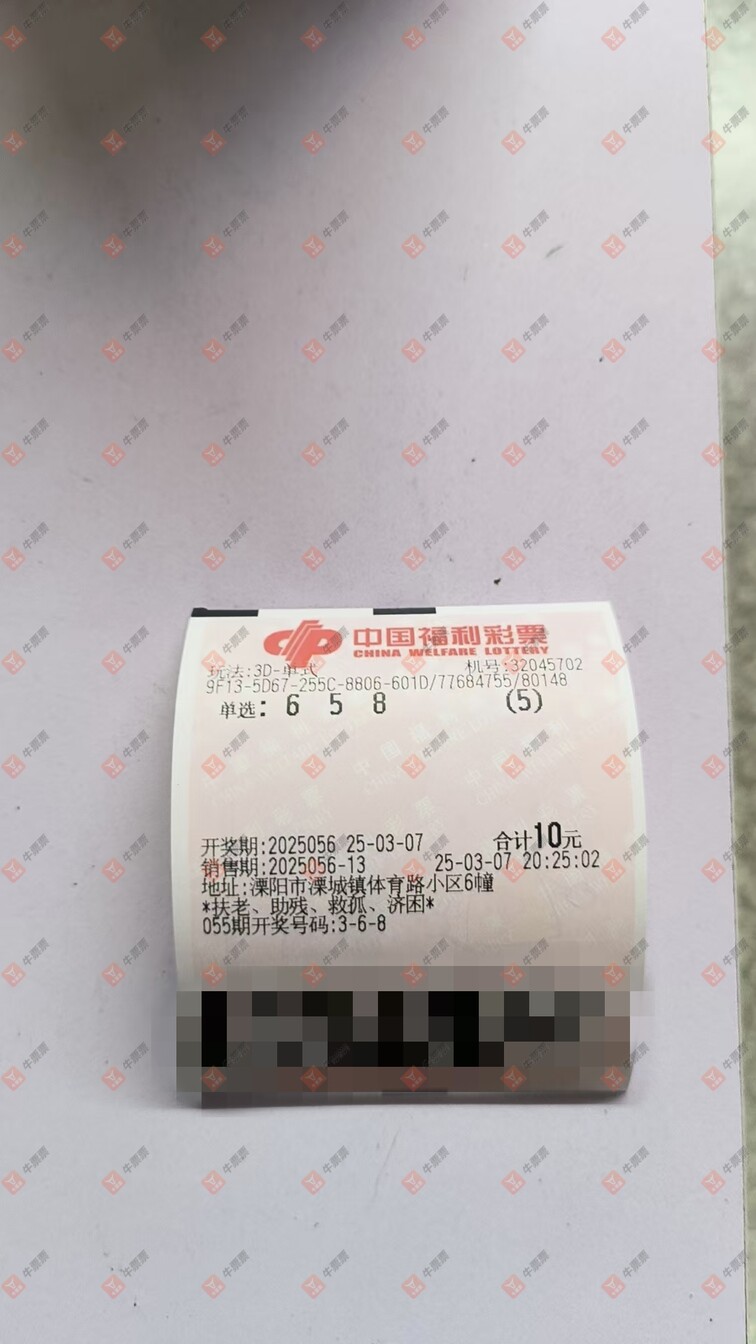 中国福利彩票
CHINA WELFARE LOTTERY
玩法:3D-单式 机号:32045702
9F13-5D67-255C-8806-601D/77684755/80148
单选: 6 5 8 (5)
开奖期:2025056 25-03-07 合计10元
销售期:2025056-13 25-03-07 20:25:02
地址:溧阳市溧城镇体育路小区6幢
*扶老、助残、救孤、济困*
055期开奖号码:3-6-8
牛票票